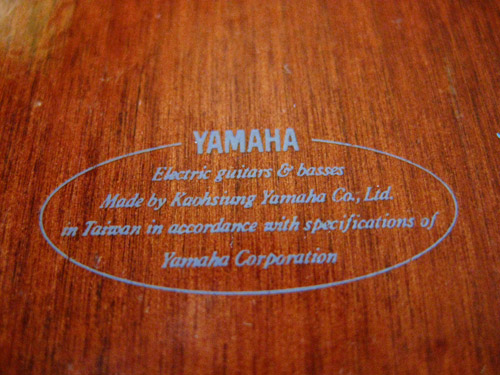 YAMAHA
Electric guitars & basses
Made by Kaohsiung Yamaha Co., Ltd.
in Taiwan in accordance with specifications of
Yamaha Corporation